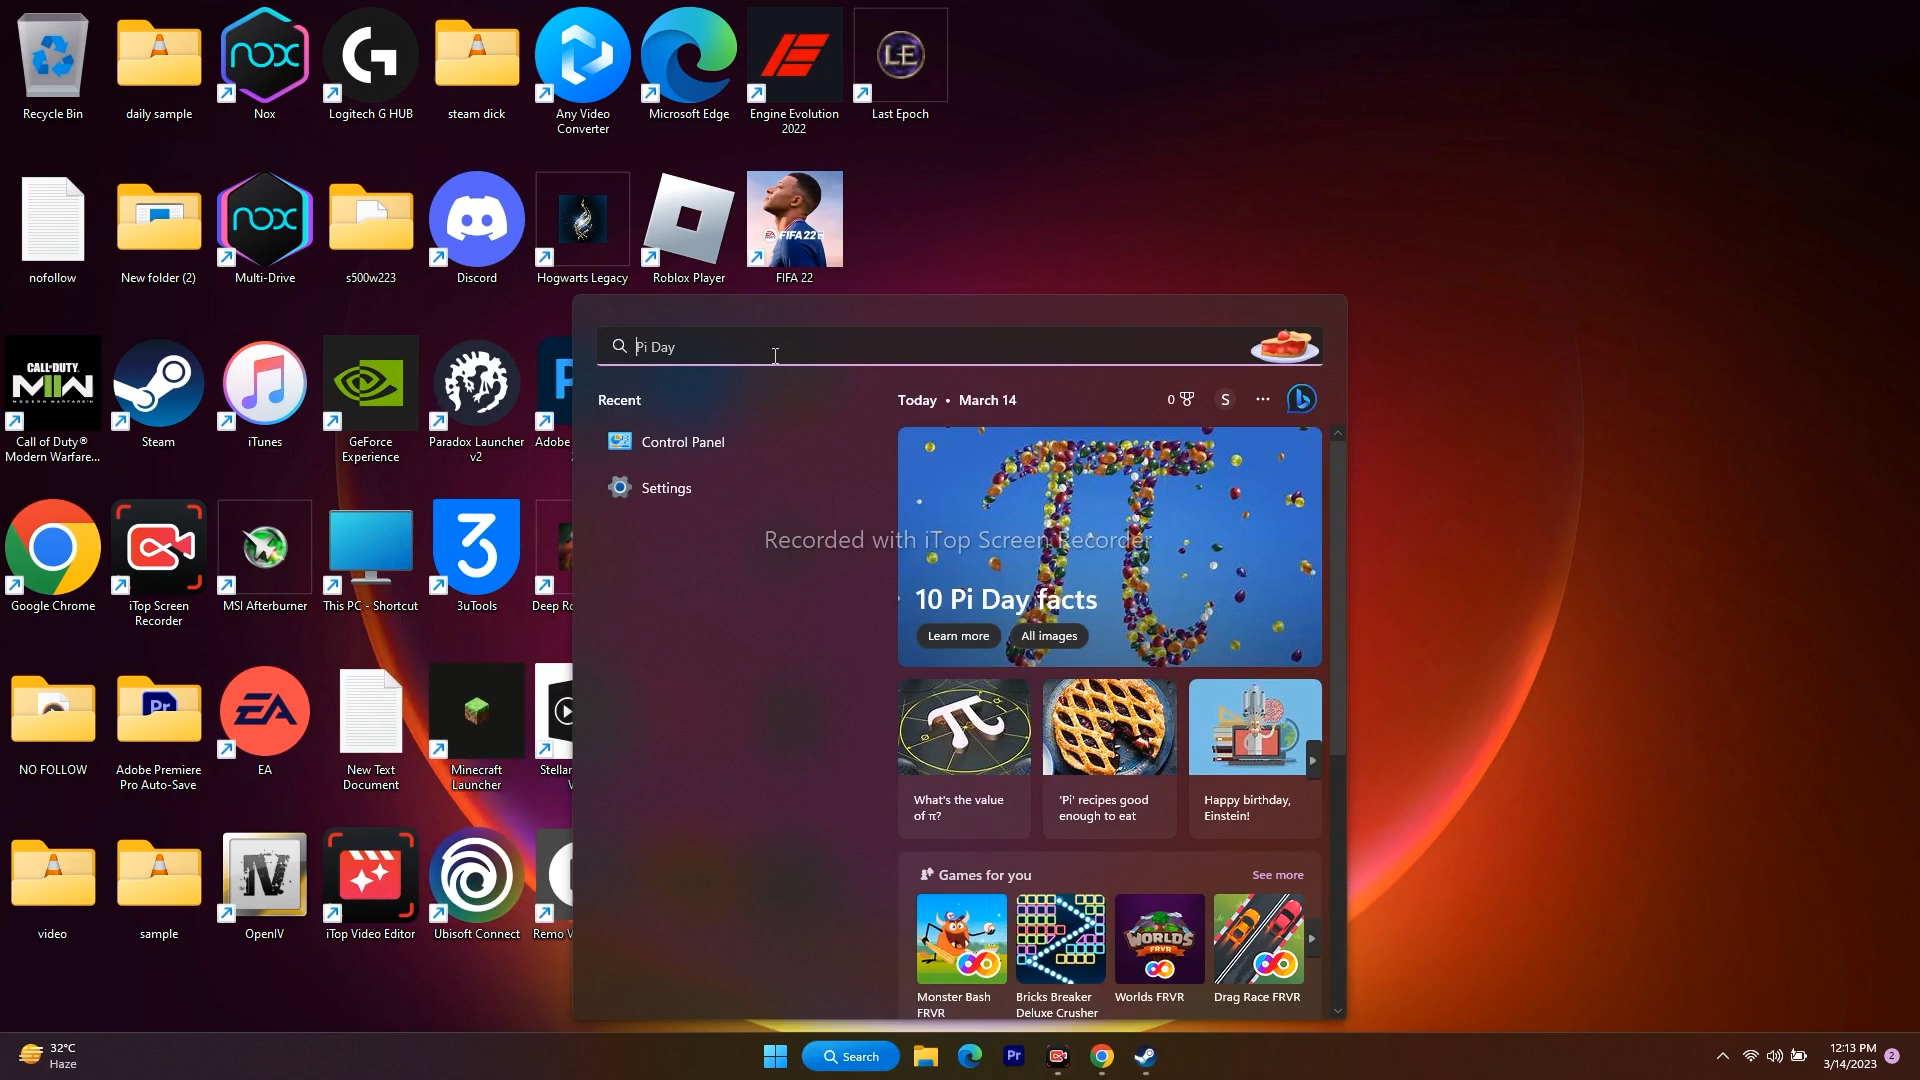 Recycle Bin
daily sample
Nox
Logitech G HUB
steam dick
Any Video
Converter
Microsoft Edge
Engine Evolution
2022
Last Epoch
nofollow
New folder (2)
Multi-Drive
s500w223
Discord
Hogwarts Legacy
Roblox Player
FIFA 22
Call of Duty®
Modern Warfare...
Steam
iTunes
GeForce
Experience
Paradox Launcher
v2
Adobe
Google Chrome
iTop Screen
Recorder
MSI Afterburner
This PC - Shortcut
3uTools
Deep Ro
NO FOLLOW
Adobe Premiere
Pro Auto-Save
EA
New Text
Document
Minecraft
Launcher
Stellar
video
sample
OpenIV
iTop Video Editor
Ubisoft Connect
Remo
Pi Day
Recent
Control Panel
Settings
Today • March 14
0
S
Recorded with iTop Screen Recorder
10 Pi Day facts
Learn more
All images
What's the value
of π?
'Pi' recipes good
enough to eat
Happy birthday,
Einstein!
Games for you
See more
Monster Bash
FRVR
Bricks Breaker
Deluxe Crusher
Worlds FRVR
Drag Race FRVR
32°C
Haze
Search
12:13 PM
3/14/2023
2